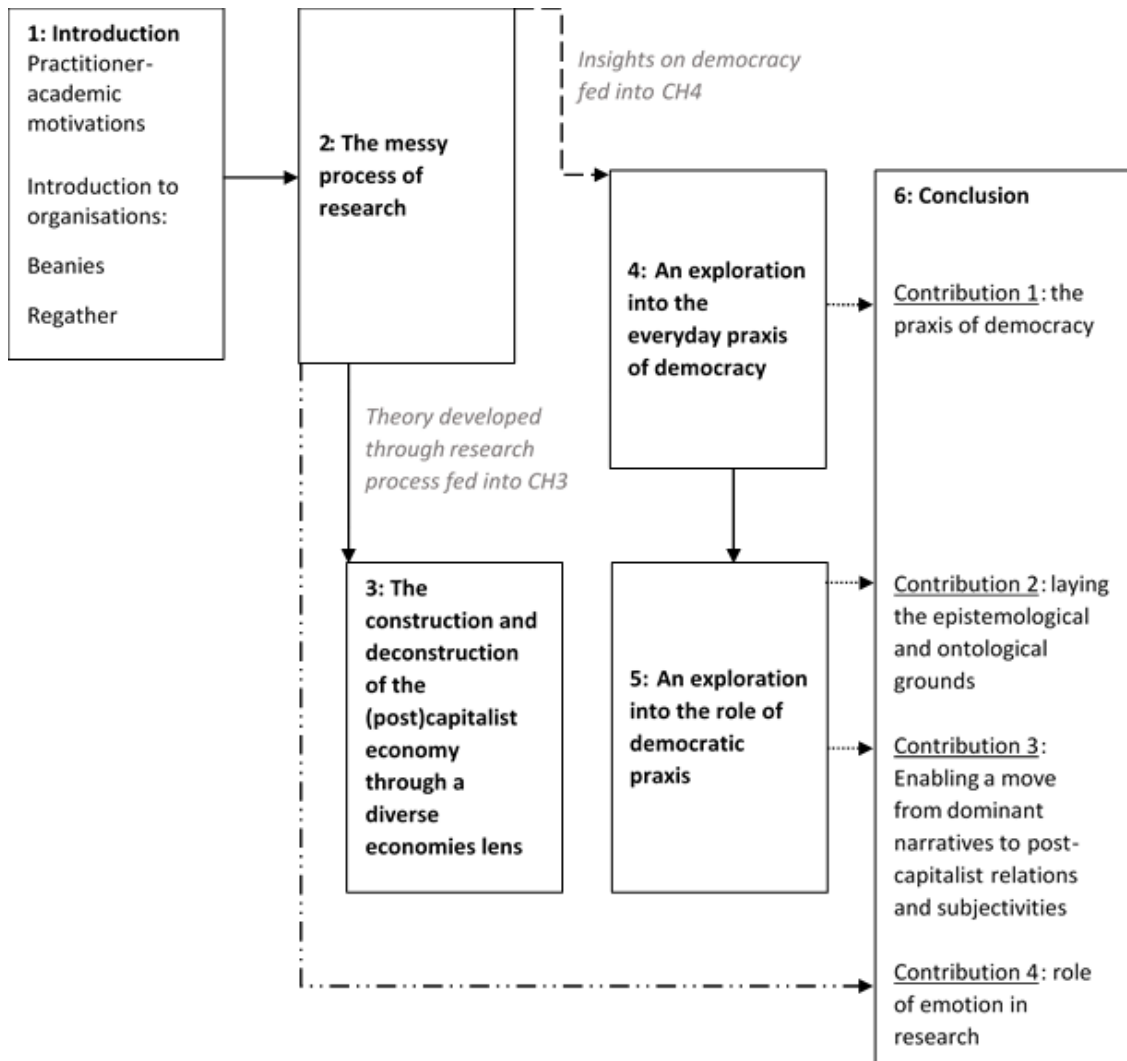 1: Introduction
Practitioner-
academic
motivations
Introduction to
organisations:
Beanies
Regather
2: The messy
process of
research
Insights on democracy
fed into CH4
Theory developed
through research
process fed into CH3
3: The
construction and
deconstruction
of the
(post)capitalist
economy
through a
diverse
economies lens
4: An exploration
into the
everyday praxis
of democracy
5: An exploration
into the role of
democratic
praxis
6: Conclusion
Contribution 1: the
praxis of democracy
Contribution 2: laying
the epistemological
and ontological
grounds
Contribution 3:
Enabling a move
from dominant
narratives to post-
capitalist relations
and subjectivities
Contribution 4: role
of emotion in
research